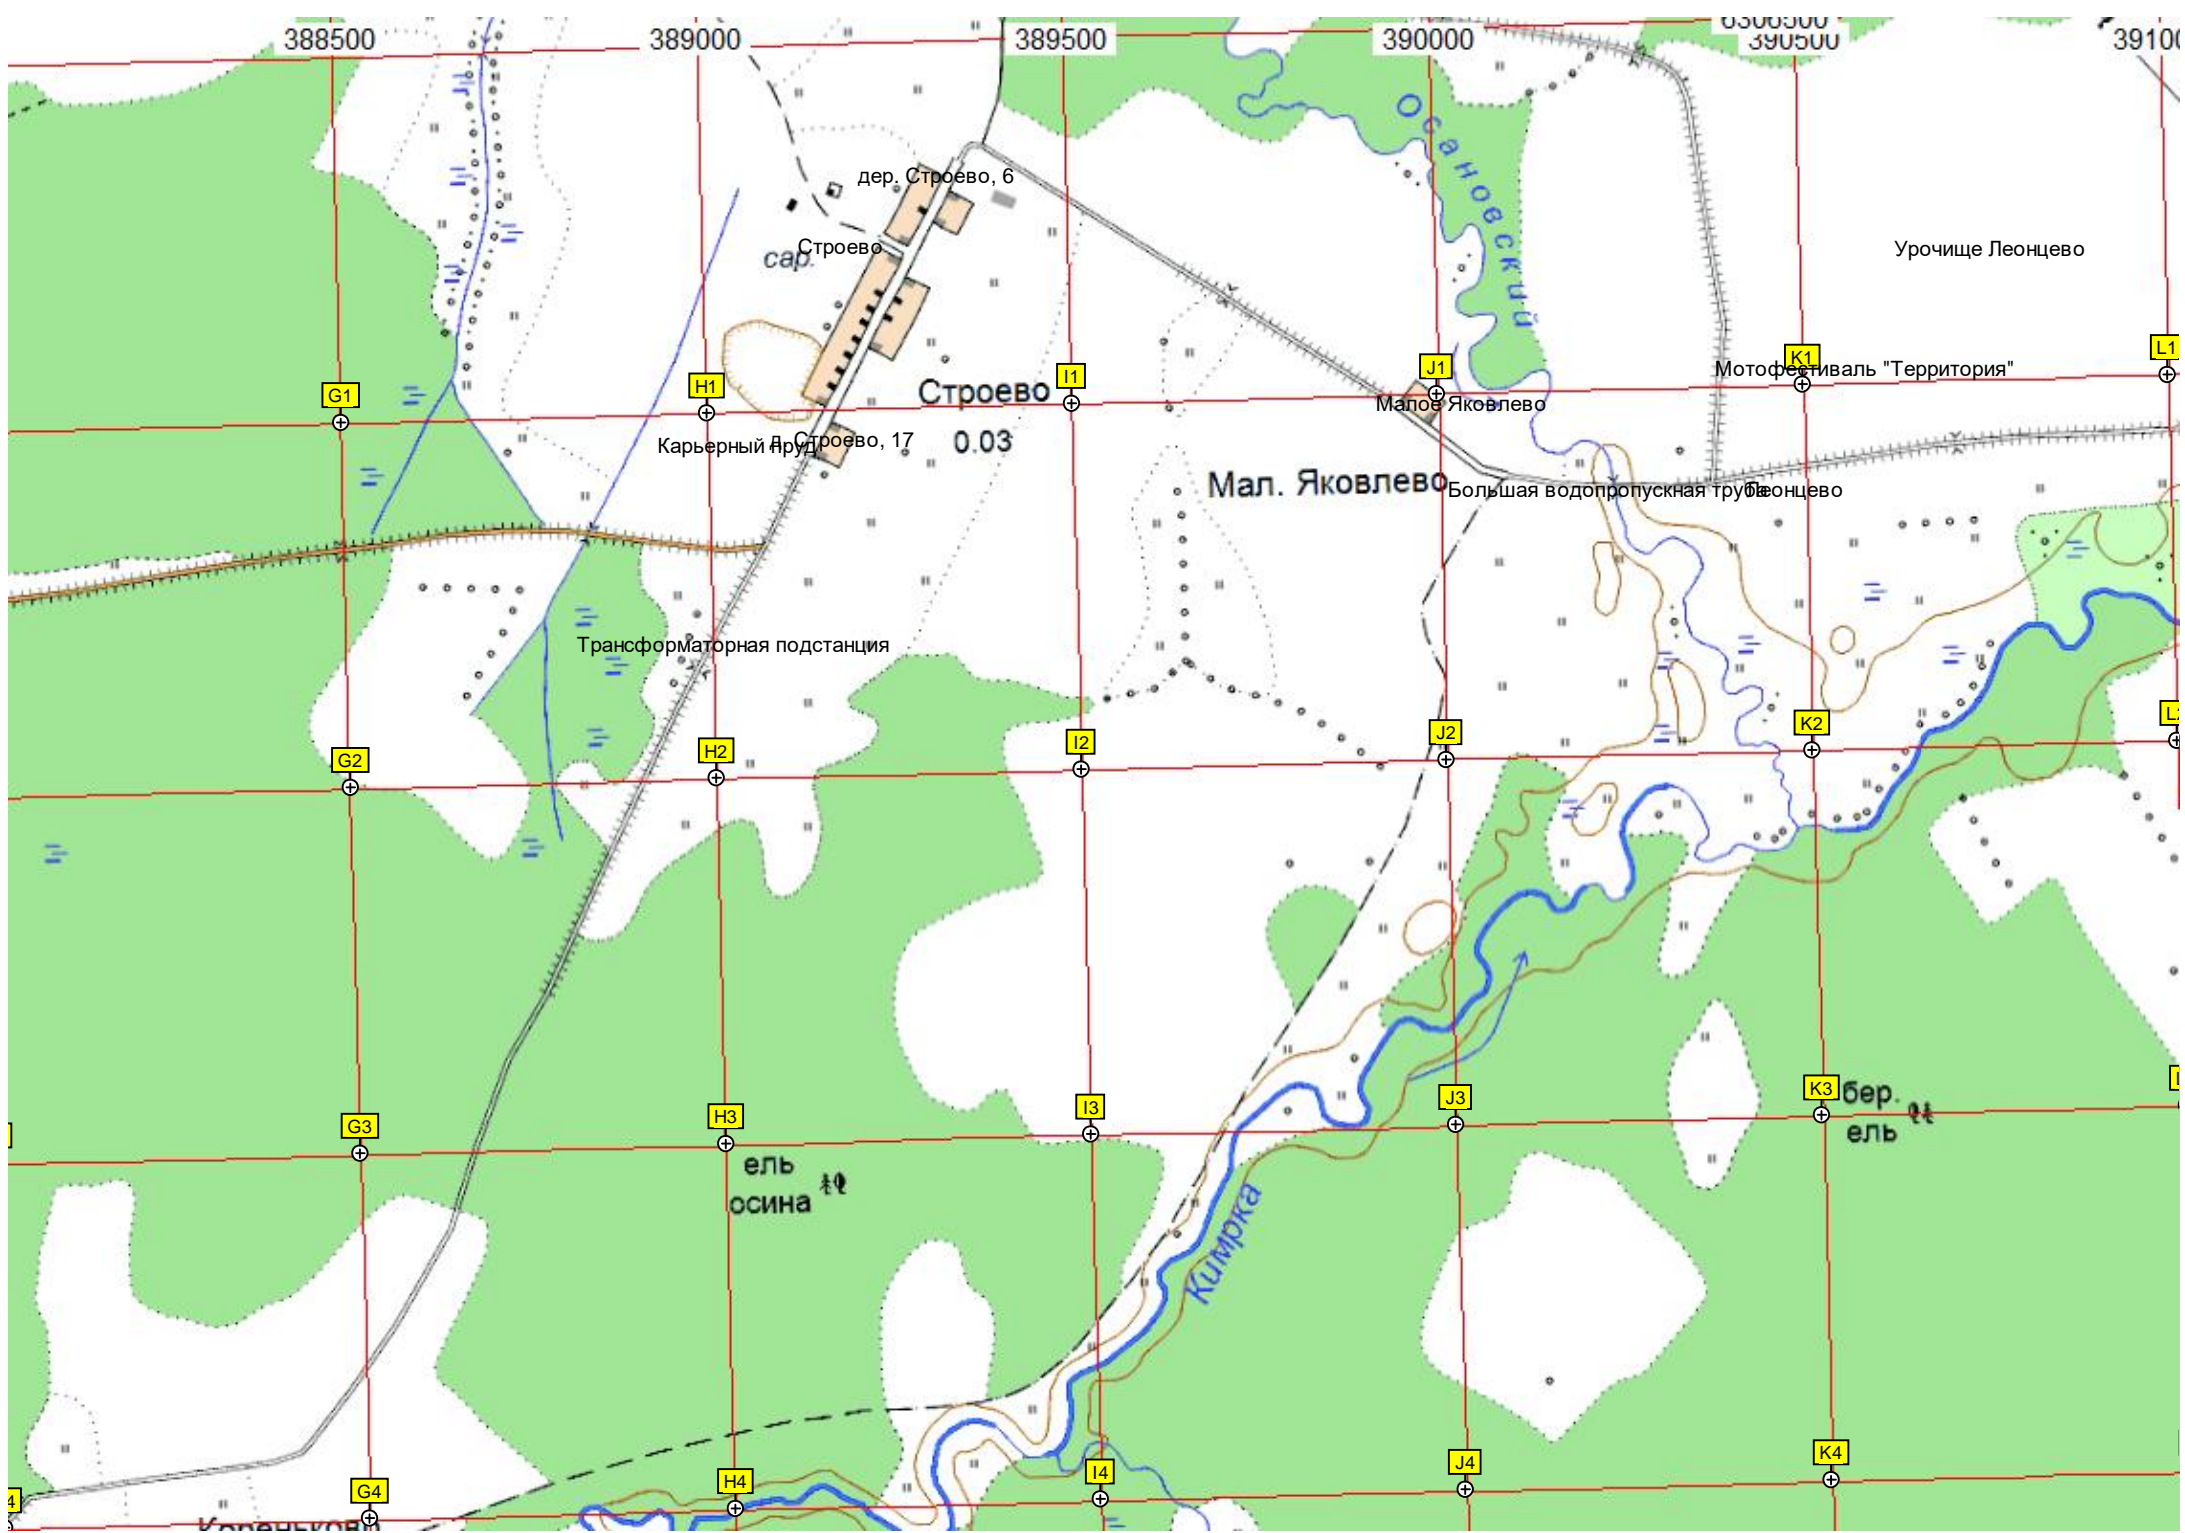 6306500
388500 389000 389500 390000 390500
Осановский
дер. Строево, 6
Строево
сар.
Урочище Леонцево
L1
K1
J1
I1
H1
G1
Мотофестиваль "Территория"
Строево
0.03
Малое Яковлево
Карьерный пруд
д. Строево, 17
Мал. Яковлево
Большая водопропускная труба
Леонцево
Трансформаторная подстанция
K2
J2
I2
H2
G2
K3
J3
I3
H3
G3
бер.
ель
ель
осина
Кимрка
K4
J4
I4
H4
G4
Кореньково